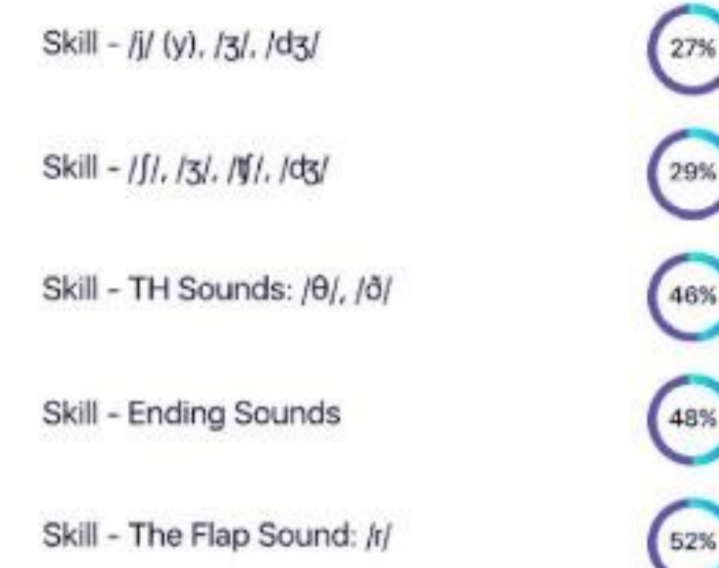 Skill - /j/ (y), /ʒ/, /dʒ/ 27%
Skill - /ʃ/, /ʒ/, /ʧ/, /dʒ/ 29%
Skill - TH Sounds: /θ/, /ð/ 46%
Skill - Ending Sounds 48%
Skill - The Flap Sound: /ɾ/ 52%